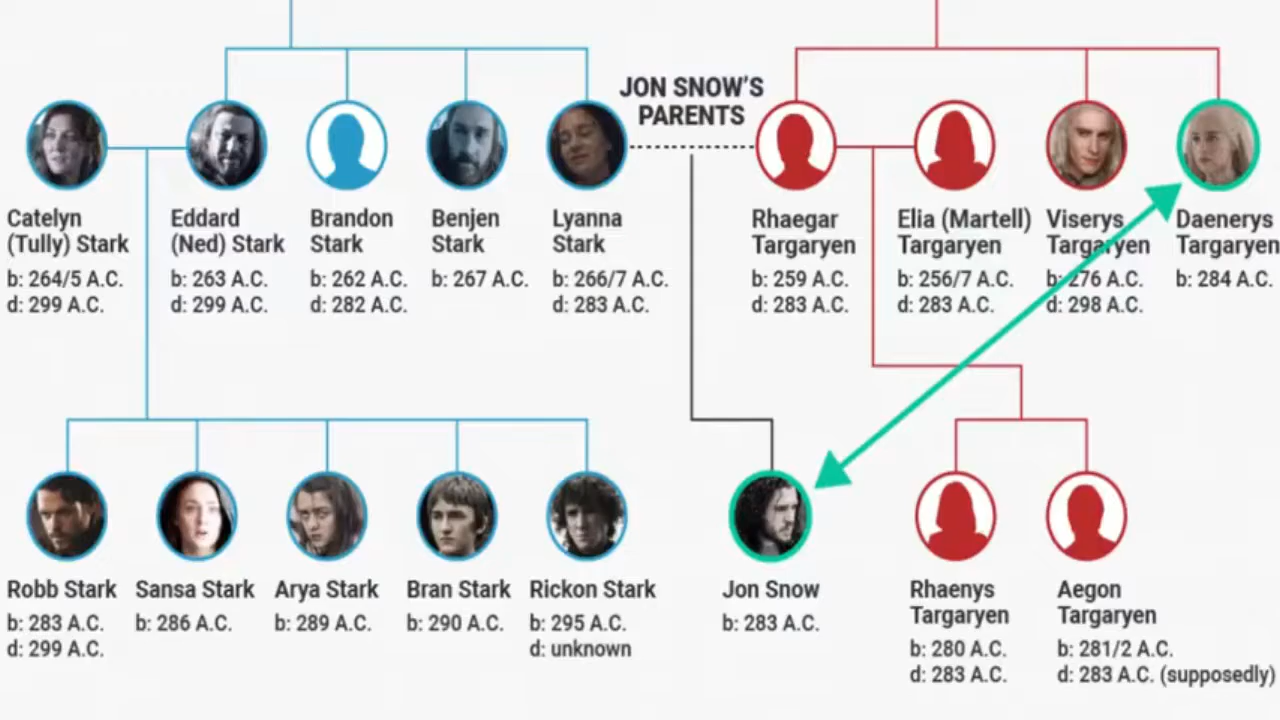 JON SNOW'S
PARENTS
Catelyn
(Tully) Stark
b: 264/5 A.C.
d: 299 A.C.
Eddard
(Ned) Stark
b: 263 A.C.
d: 299 A.C.
Brandon
Stark
b: 262 A.C.
d: 282 A.C.
Benjen
Stark
b: 267 A.C.
Lyanna
Stark
b: 266/7 A.C.
d: 283 A.C.
Rhaegar
Targaryen
b: 259 A.C.
d: 283 A.C.
Elia (Martell)
Targaryen
b: 256/7 A.C.
d: 283 A.C.
Viserys
Targaryen
b: 276 A.C.
d: 298 A.C.
Daenerys
Targaryen
b: 284 A.C.
Robb Stark
b: 283 A.C.
d: 299 A.C.
Sansa Stark
b: 286 A.C.
Arya Stark
b: 289 A.C.
Bran Stark
b: 290 A.C.
Rickon Stark
b: 295 A.C.
d: unknown
Jon Snow
b: 283 A.C.
Rhaenys
Targaryen
b: 280 A.C.
d: 283 A.C.
Aegon
Targaryen
b: 281/2 A.C.
d: 283 A.C. (supposedly)